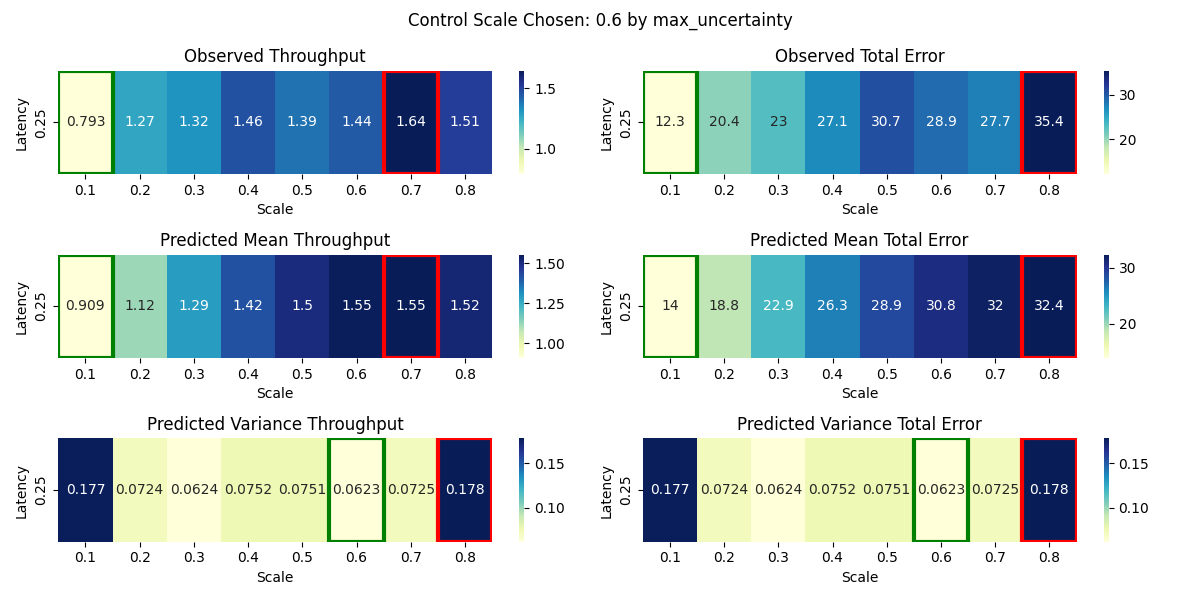 Control Scale Chosen: 0.6 by max_uncertainty
Observed Throughput
Latency
0.25
0.793 1.27 1.32 1.46 1.39 1.44 1.64 1.51
0.1 0.2 0.3 0.4 0.5 0.6 0.7 0.8
Scale
1.5
1.0
Observed Total Error
Latency
0.25
12.3 20.4 23 27.1 30.7 28.9 27.7 35.4
0.1 0.2 0.3 0.4 0.5 0.6 0.7 0.8
Scale
30
20
Predicted Mean Throughput
Latency
0.25
0.909 1.12 1.29 1.42 1.5 1.55 1.55 1.52
0.1 0.2 0.3 0.4 0.5 0.6 0.7 0.8
Scale
1.50
1.25
1.00
Predicted Mean Total Error
Latency
0.25
14 18.8 22.9 26.3 28.9 30.8 32 32.4
0.1 0.2 0.3 0.4 0.5 0.6 0.7 0.8
Scale
30
20
Predicted Variance Throughput
Latency
0.25
0.177 0.0724 0.0624 0.0752 0.0751 0.0623 0.0725 0.178
0.1 0.2 0.3 0.4 0.5 0.6 0.7 0.8
Scale
0.15
0.10
Predicted Variance Total Error
Latency
0.25
0.177 0.0724 0.0624 0.0752 0.0751 0.0623 0.0725 0.178
0.1 0.2 0.3 0.4 0.5 0.6 0.7 0.8
Scale
0.15
0.10